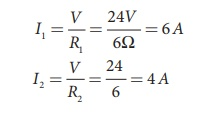 I₁ = V/R₁ = 24V/6Ω = 6 A
I₂ = V/R₂ = 24/6 = 4 A